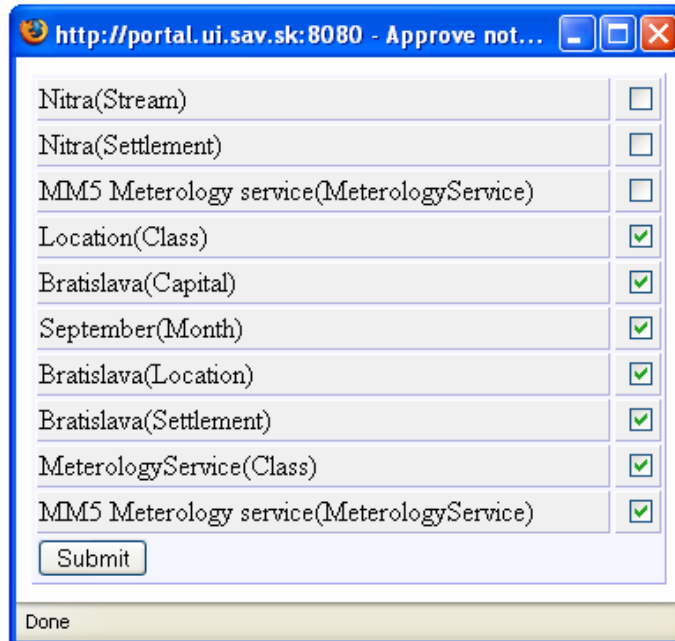 http://portal.ui.sav.sk:8080 - Approve not...
Nitra(Stream)
Nitra(Settlement)
MM5 Meterology service(MeterologyService)
Location(Class)
Bratislava(Capital)
September(Month)
Bratislava(Location)
Bratislava(Settlement)
MeterologyService(Class)
MM5 Meterology service(MeterologyService)
Submit
Done